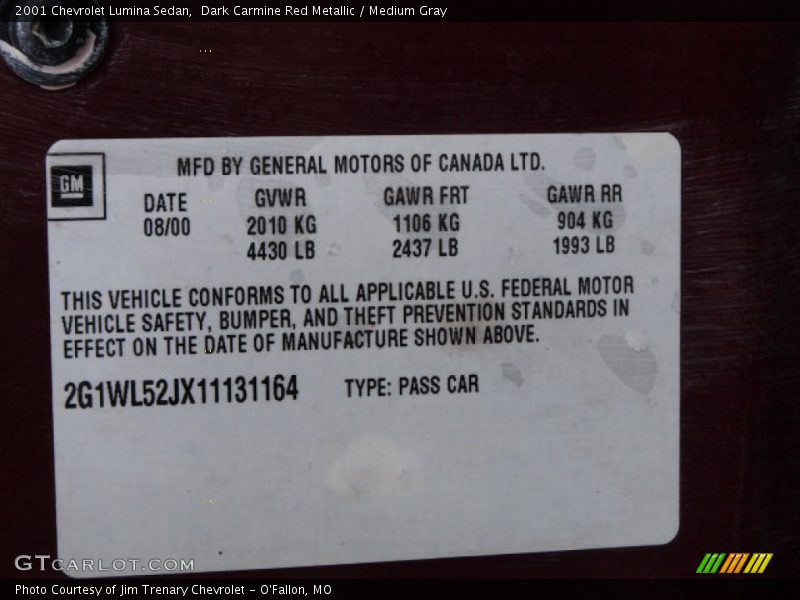 2001 Chevrolet Lumina Sedan,  Dark Carmine Red Metallic / Medium Gray
MFD BY GENERAL MOTORS OF CANADA LTD.
GM
DATE GVWR GAWR FRT GAWR RR
08/00 2010 KG 1106 KG 904 KG
4430 LB 2437 LB 1993 LB
THIS VEHICLE CONFORMS TO ALL APPLICABLE U.S. FEDERAL MOTOR
VEHICLE SAFETY, BUMPER, AND THEFT PREVENTION STANDARDS IN
EFFECT ON THE DATE OF MANUFACTURE SHOWN ABOVE.
2G1WL52JX11131164 TYPE: PASS CAR
GTCARLOT.COM
Photo Courtesy of Jim Trenary Chevrolet - O'Fallon, MO